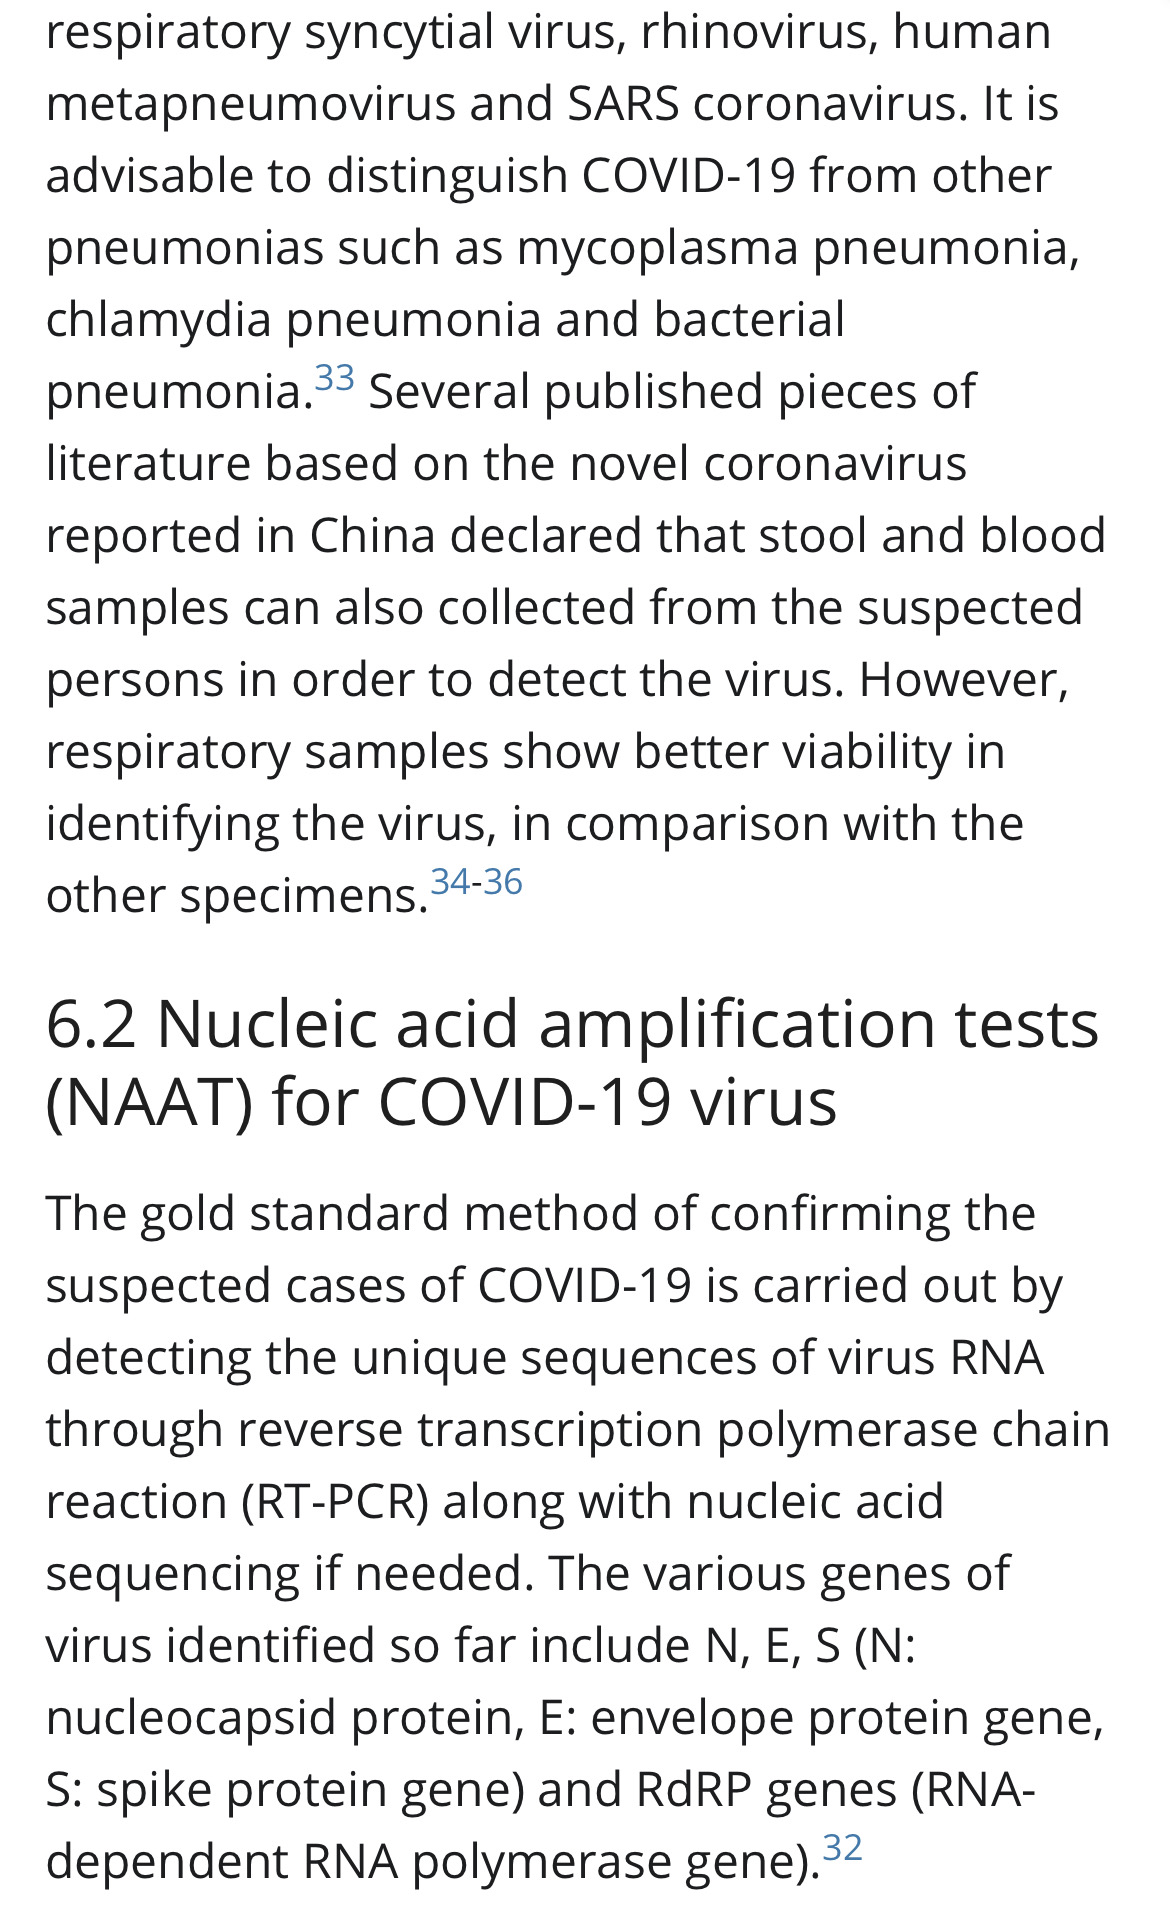 respiratory syncytial virus, rhinovirus, human
metapneumovirus and SARS coronavirus. It is
advisable to distinguish COVID-19 from other
pneumonias such as mycoplasma pneumonia,
chlamydia pneumonia and bacterial
pneumonia.33 Several published pieces of
literature based on the novel coronavirus
reported in China declared that stool and blood
samples can also collected from the suspected
persons in order to detect the virus. However,
respiratory samples show better viability in
identifying the virus, in comparison with the
other specimens.34-36
6.2 Nucleic acid amplification tests
(NAAT) for COVID-19 virus
The gold standard method of confirming the
suspected cases of COVID-19 is carried out by
detecting the unique sequences of virus RNA
through reverse transcription polymerase chain
reaction (RT-PCR) along with nucleic acid
sequencing if needed. The various genes of
virus identified so far include N, E, S (N:
nucleocapsid protein, E: envelope protein gene,
S: spike protein gene) and RdRP genes (RNA-
dependent RNA polymerase gene).32